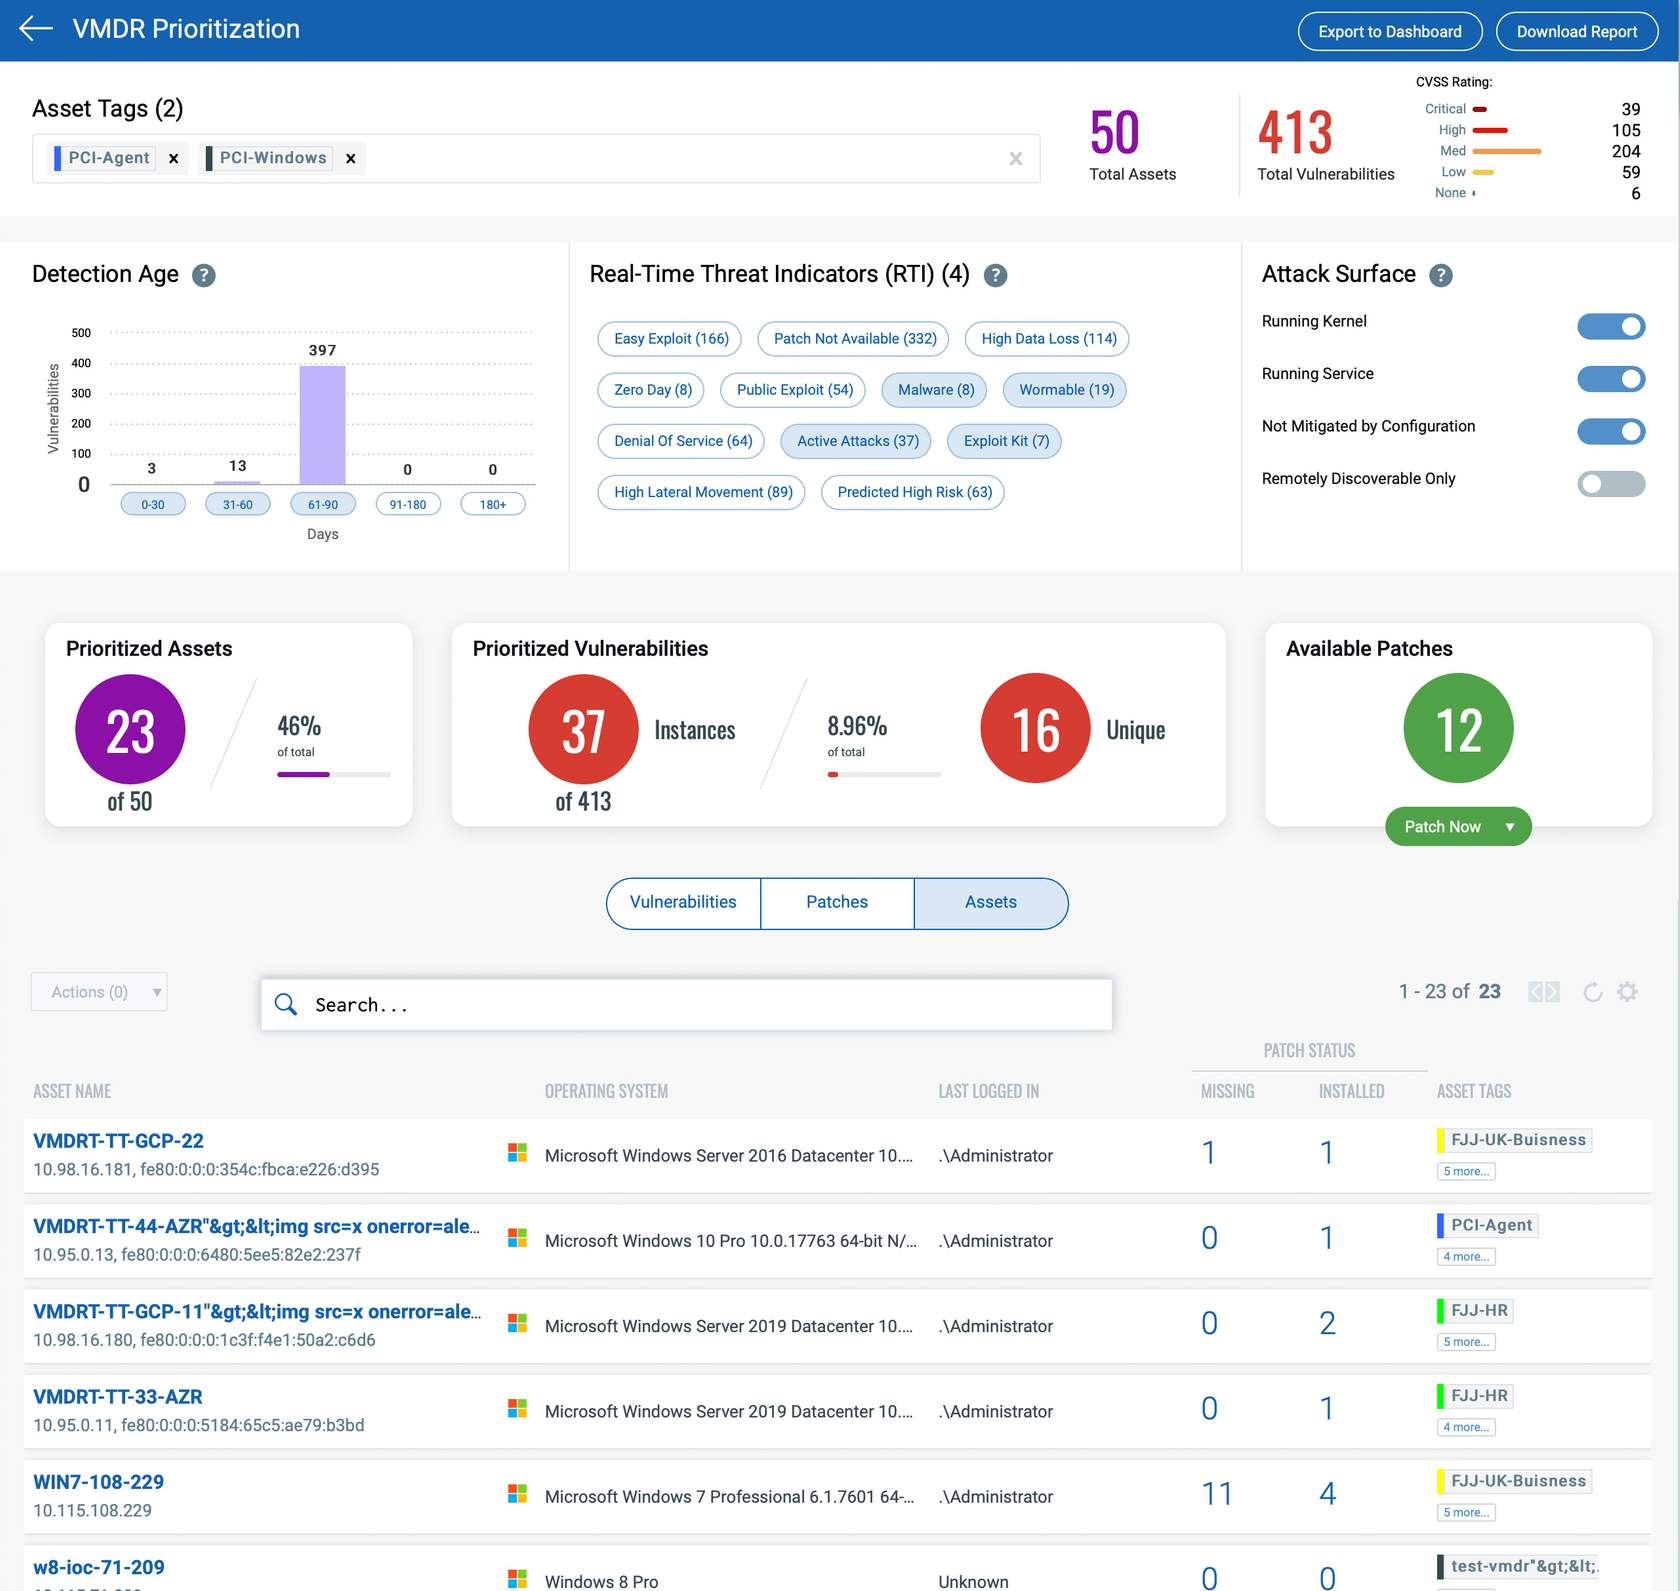 VMDR Prioritization
Export to Dashboard
Download Report
Asset Tags (2)
PCI-Agent ×
PCI-Windows ×
×
50
Total Assets
413
Total Vulnerabilities
CVSS Rating:
Critical 39
High 105
Med 204
Low 59
None 6
Detection Age ?
Vulnerabilities
500
400
300
200
100
0
3
13
397
0
0
0-30
31-60
61-90
91-180
180+
Days
Real-Time Threat Indicators (RTI) (4) ?
Easy Exploit (166)
Patch Not Available (332)
High Data Loss (114)
Zero Day (8)
Public Exploit (54)
Malware (8)
Wormable (19)
Denial Of Service (64)
Active Attacks (37)
Exploit Kit (7)
High Lateral Movement (89)
Predicted High Risk (63)
Attack Surface ?
Running Kernel
Running Service
Not Mitigated by Configuration
Remotely Discoverable Only
Prioritized Assets
23
of 50
46%
of total
Prioritized Vulnerabilities
37
Instances
of 413
8.96%
of total
16
Unique
Available Patches
12
Patch Now
Vulnerabilities
Patches
Assets
Actions (0)
Search...
1 - 23 of 23
PATCH STATUS
ASSET NAME
OPERATING SYSTEM
LAST LOGGED IN
MISSING
INSTALLED
ASSET TAGS
VMDRT-TT-GCP-22
10.98.16.181, fe80:0:0:0:354c:fbca:e226:d395
Microsoft Windows Server 2016 Datacenter 10....
.\Administrator
1
1
FJJ-UK-Buisness
5 more...
VMDRT-TT-44-AZR"&gt;&lt;img src=x onerror=ale...
10.95.0.13, fe80:0:0:0:6480:5ee5:82e2:237f
Microsoft Windows 10 Pro 10.0.17763 64-bit N/...
.\Administrator
0
1
PCI-Agent
4 more...
VMDRT-TT-GCP-11"&gt;&lt;img src=x onerror=ale...
10.98.16.180, fe80:0:0:0:1c3f:f4e1:50a2:c6d6
Microsoft Windows Server 2019 Datacenter 10....
.\Administrator
0
2
FJJ-HR
5 more...
VMDRT-TT-33-AZR
10.95.0.11, fe80:0:0:0:5184:65c5:ae79:b3bd
Microsoft Windows Server 2019 Datacenter 10....
.\Administrator
0
1
FJJ-HR
4 more...
WIN7-108-229
10.115.108.229
Microsoft Windows 7 Professional 6.1.7601 64-...
.\Administrator
11
4
FJJ-UK-Buisness
5 more...
w8-ioc-71-209
Windows 8 Pro
Unknown
0
0
test-vmdr"&gt;&lt;